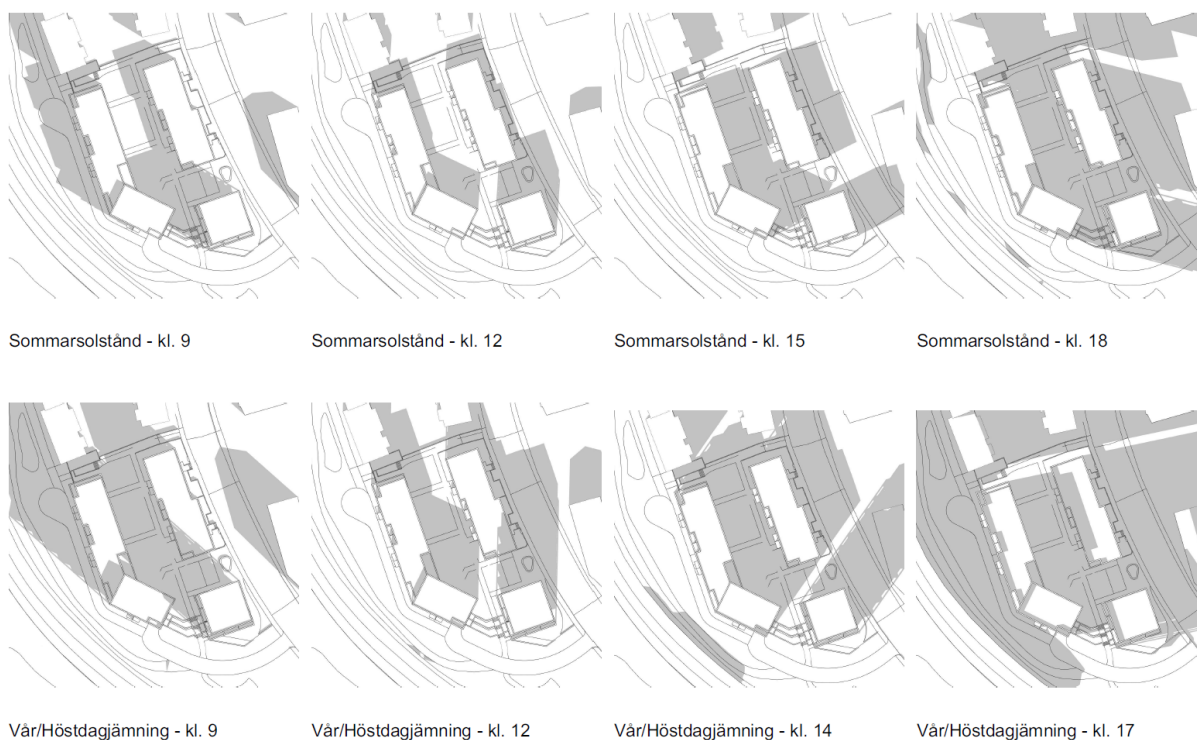 Sommarsolstånd - kl. 9
Sommarsolstånd - kl. 12
Sommarsolstånd - kl. 15
Sommarsolstånd - kl. 18
Vår/Höstdagjämning - kl. 9
Vår/Höstdagjämning - kl. 12
Vår/Höstdagjämning - kl. 14
Vår/Höstdagjämning - kl. 17